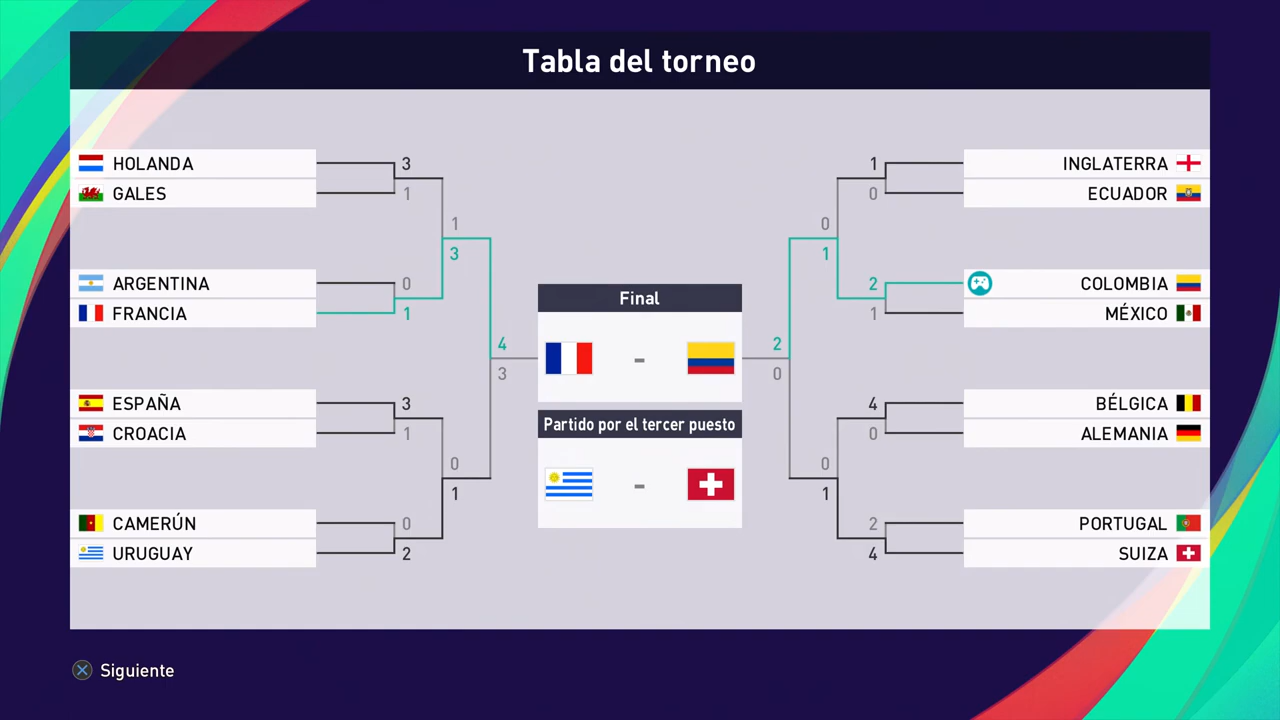 Tabla del torneo
HOLANDA 3
GALES 1
1
3
ARGENTINA 0
FRANCIA 1
4
3
ESPAÑA 3
CROACIA 1
0
1
CAMERÚN 0
URUGUAY 2
Final
-
Partido por el tercer puesto
-
1 INGLATERRA
0 ECUADOR
0
1
2 COLOMBIA
1 MÉXICO
2
0
4 BÉLGICA
0 ALEMANIA
0
1
2 PORTUGAL
4 SUIZA
Siguiente